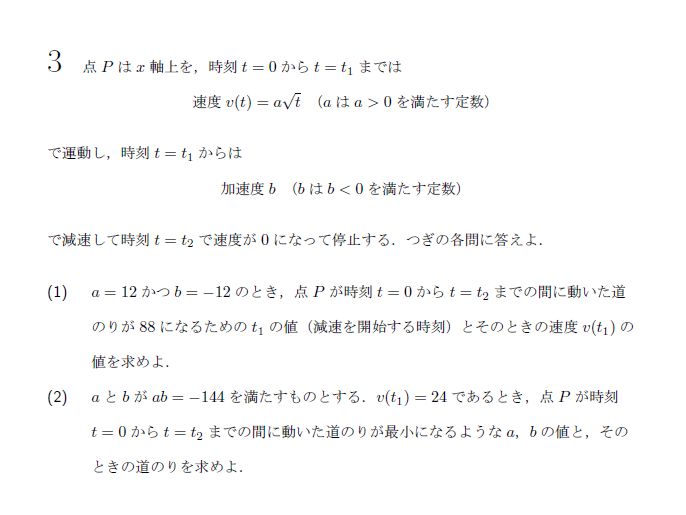 3 点 P は x 軸上を，時刻 t = 0 から t = t₁ までは
速度 v(t) = a√t （a は a > 0 を満たす定数）
で運動し，時刻 t = t₁ からは
加速度 b （b は b < 0 を満たす定数）
で減速して時刻 t = t₂ で速度が 0 になって停止する．つぎの各問に答えよ．
(1) a = 12 かつ b = −12 のとき，点 P が時刻 t = 0 から t = t₂ までの間に動いた道
のりが 88 になるための t₁ の値（減速を開始する時刻）とそのときの速度 v(t₁) の
値を求めよ．
(2) a と b が ab = −144 を満たすものとする．v(t₁) = 24 であるとき，点 P が時刻
t = 0 から t = t₂ までの間に動いた道のりが最小になるような a，b の値と，その
ときの道のりを求めよ．